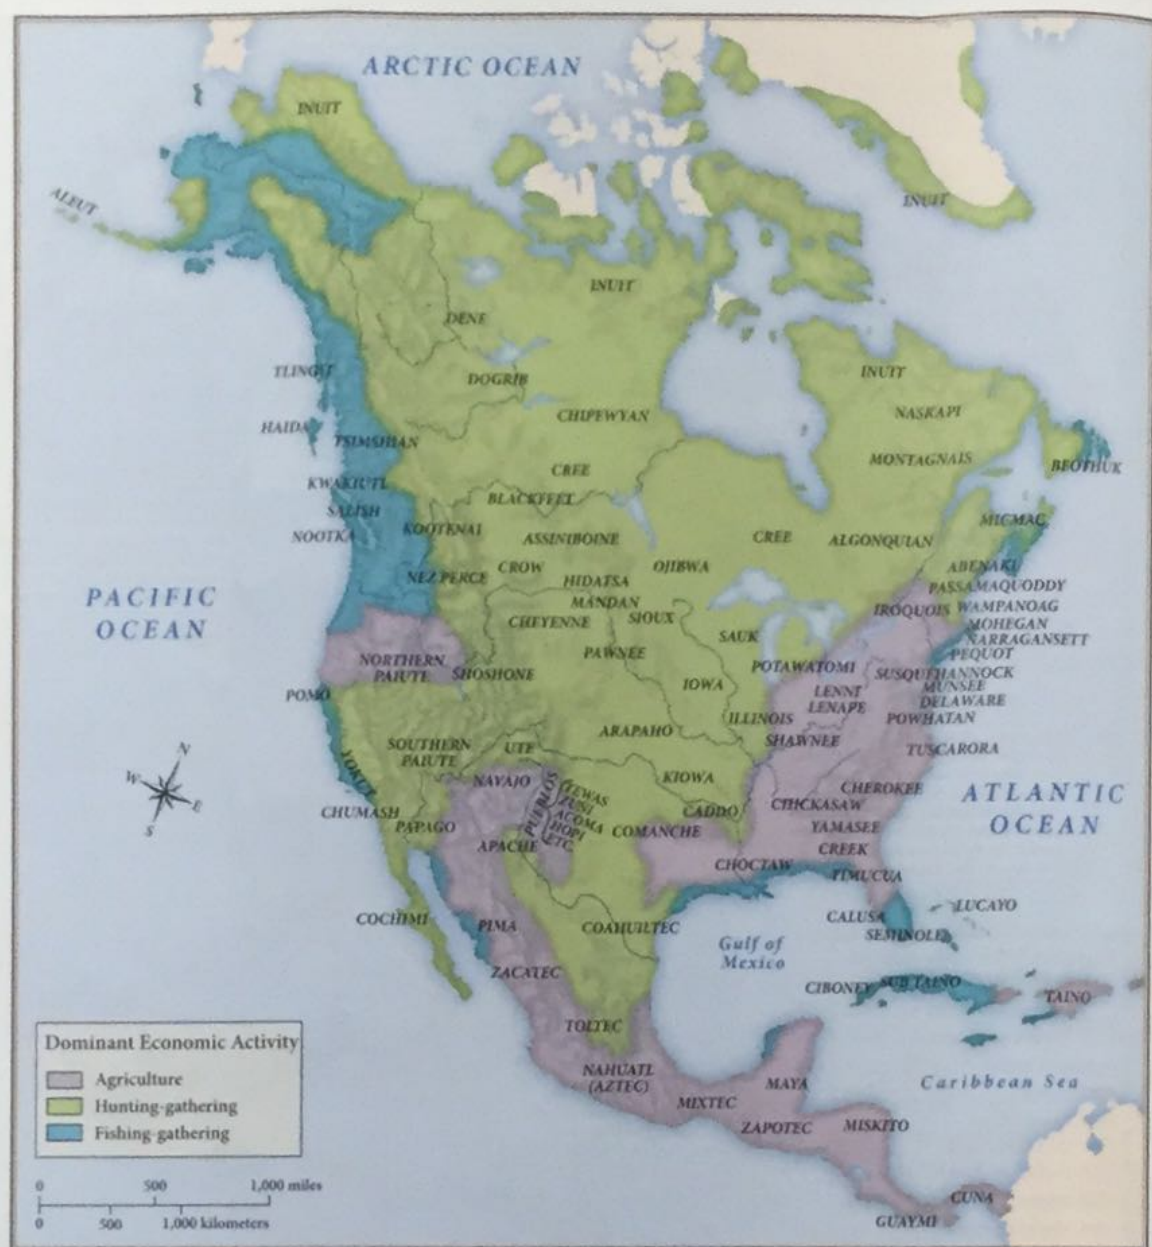 ARCTIC OCEAN
INUIT
ALEUT
INUIT
INUIT
DENE
TLINGIT
DOGRIB
INUIT
CHIPEWYAN
NASKAPI
HAIDA
TSIMSHIAN
MONTAGNAIS
BEOTHUK
CREE
KWAKIUTL
BLACKFEET
SALISH
MICMAC
NOOTKA
KOOTENAI
ASSINIBOINE
CREE
ALGONQUIAN
CROW
OJIBWA
ABENAKI
NEZ PERCE
HIDATSA
PASSAMAQUODDY
PACIFIC
OCEAN
MANDAN
IROQUOIS
WAMPANOAG
CHEYENNE
SIOUX
MOHEGAN
SAUK
NARRAGANSETT
PAWNEE
PEQUOT
NORTHERN
PAIUTE
SHOSHONE
POTAWATOMI
SUSQUEHANNOCK
IOWA
MUNSEE
POMO
LENNI
LENAPE
DELAWARE
ILLINOIS
POWHATAN
ARAPAHO
SHAWNEE
SOUTHERN
PAIUTE
UTE
TUSCARORA
YOKUT
NAVAJO
KIOWA
CHEROKEE
ATLANTIC
OCEAN
PUEBLOS
TEWAS
ZUNI
ACOMA
HOPI
ETC
CHUMASH
CADDO
CHICKASAW
PAPAGO
COMANCHE
YAMASEE
APACHE
CREEK
CHOCTAW
TIMUCUA
LUCAYO
COCHIMI
PIMA
COAHUILTEC
CALUSA
SEMINOLE
Gulf of
Mexico
ZACATEC
CIBONEY
SUB TAINO
TAINO
TOLTEC
NAHUATL
(AZTEC)
MAYA
Caribbean Sea
MIXTEC
ZAPOTEC
MISKITO
CUNA
GUAYMI
N
W
E
S
Dominant Economic Activity
Agriculture
Hunting-gathering
Fishing-gathering
0 500 1,000 miles
0 500 1,000 kilometers